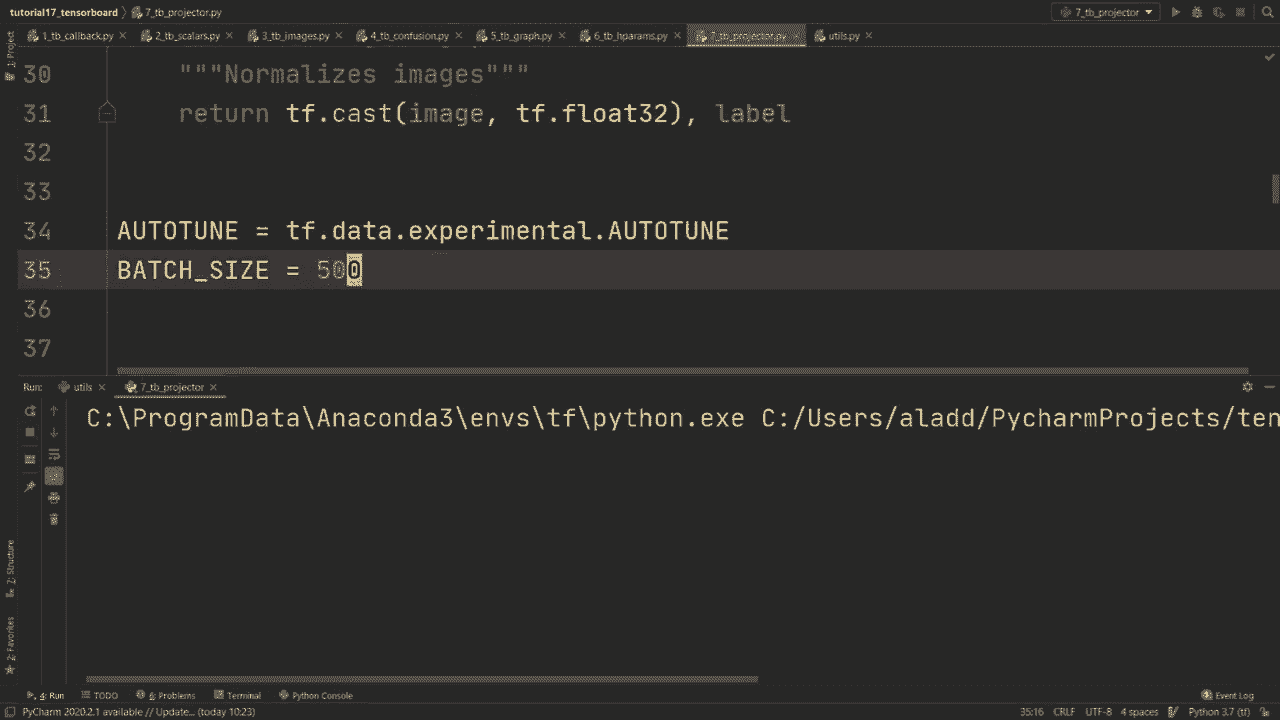 tutorial17_tensorboard 7_tb_projector.py 7_tb_projector
1_tb_callback.py 2_tb_scalars.py 3_tb_images.py 4_tb_confusion.py 5_tb_graph.py 6_tb_hparams.py 7_tb_projector.py utils.py
1: Project
30 """Normalizes images"""
31 return tf.cast(image, tf.float32), label
32
33
34 AUTOTUNE = tf.data.experimental.AUTOTUNE
35 BATCH_SIZE = 500
36
37
Run: utils 7_tb_projector
C:\ProgramData\Anaconda3\envs\tf\python.exe C:/Users/aladd/PycharmProjects/ten
Z: Structure
2: Favorites
4: Run TODO 6: Problems Terminal Python Console Event Log
PyCharm 2020.2.1 available // Update... (today 10:23) 35:16 CRLF UTF-8 4 spaces Python 3.7 (tf)